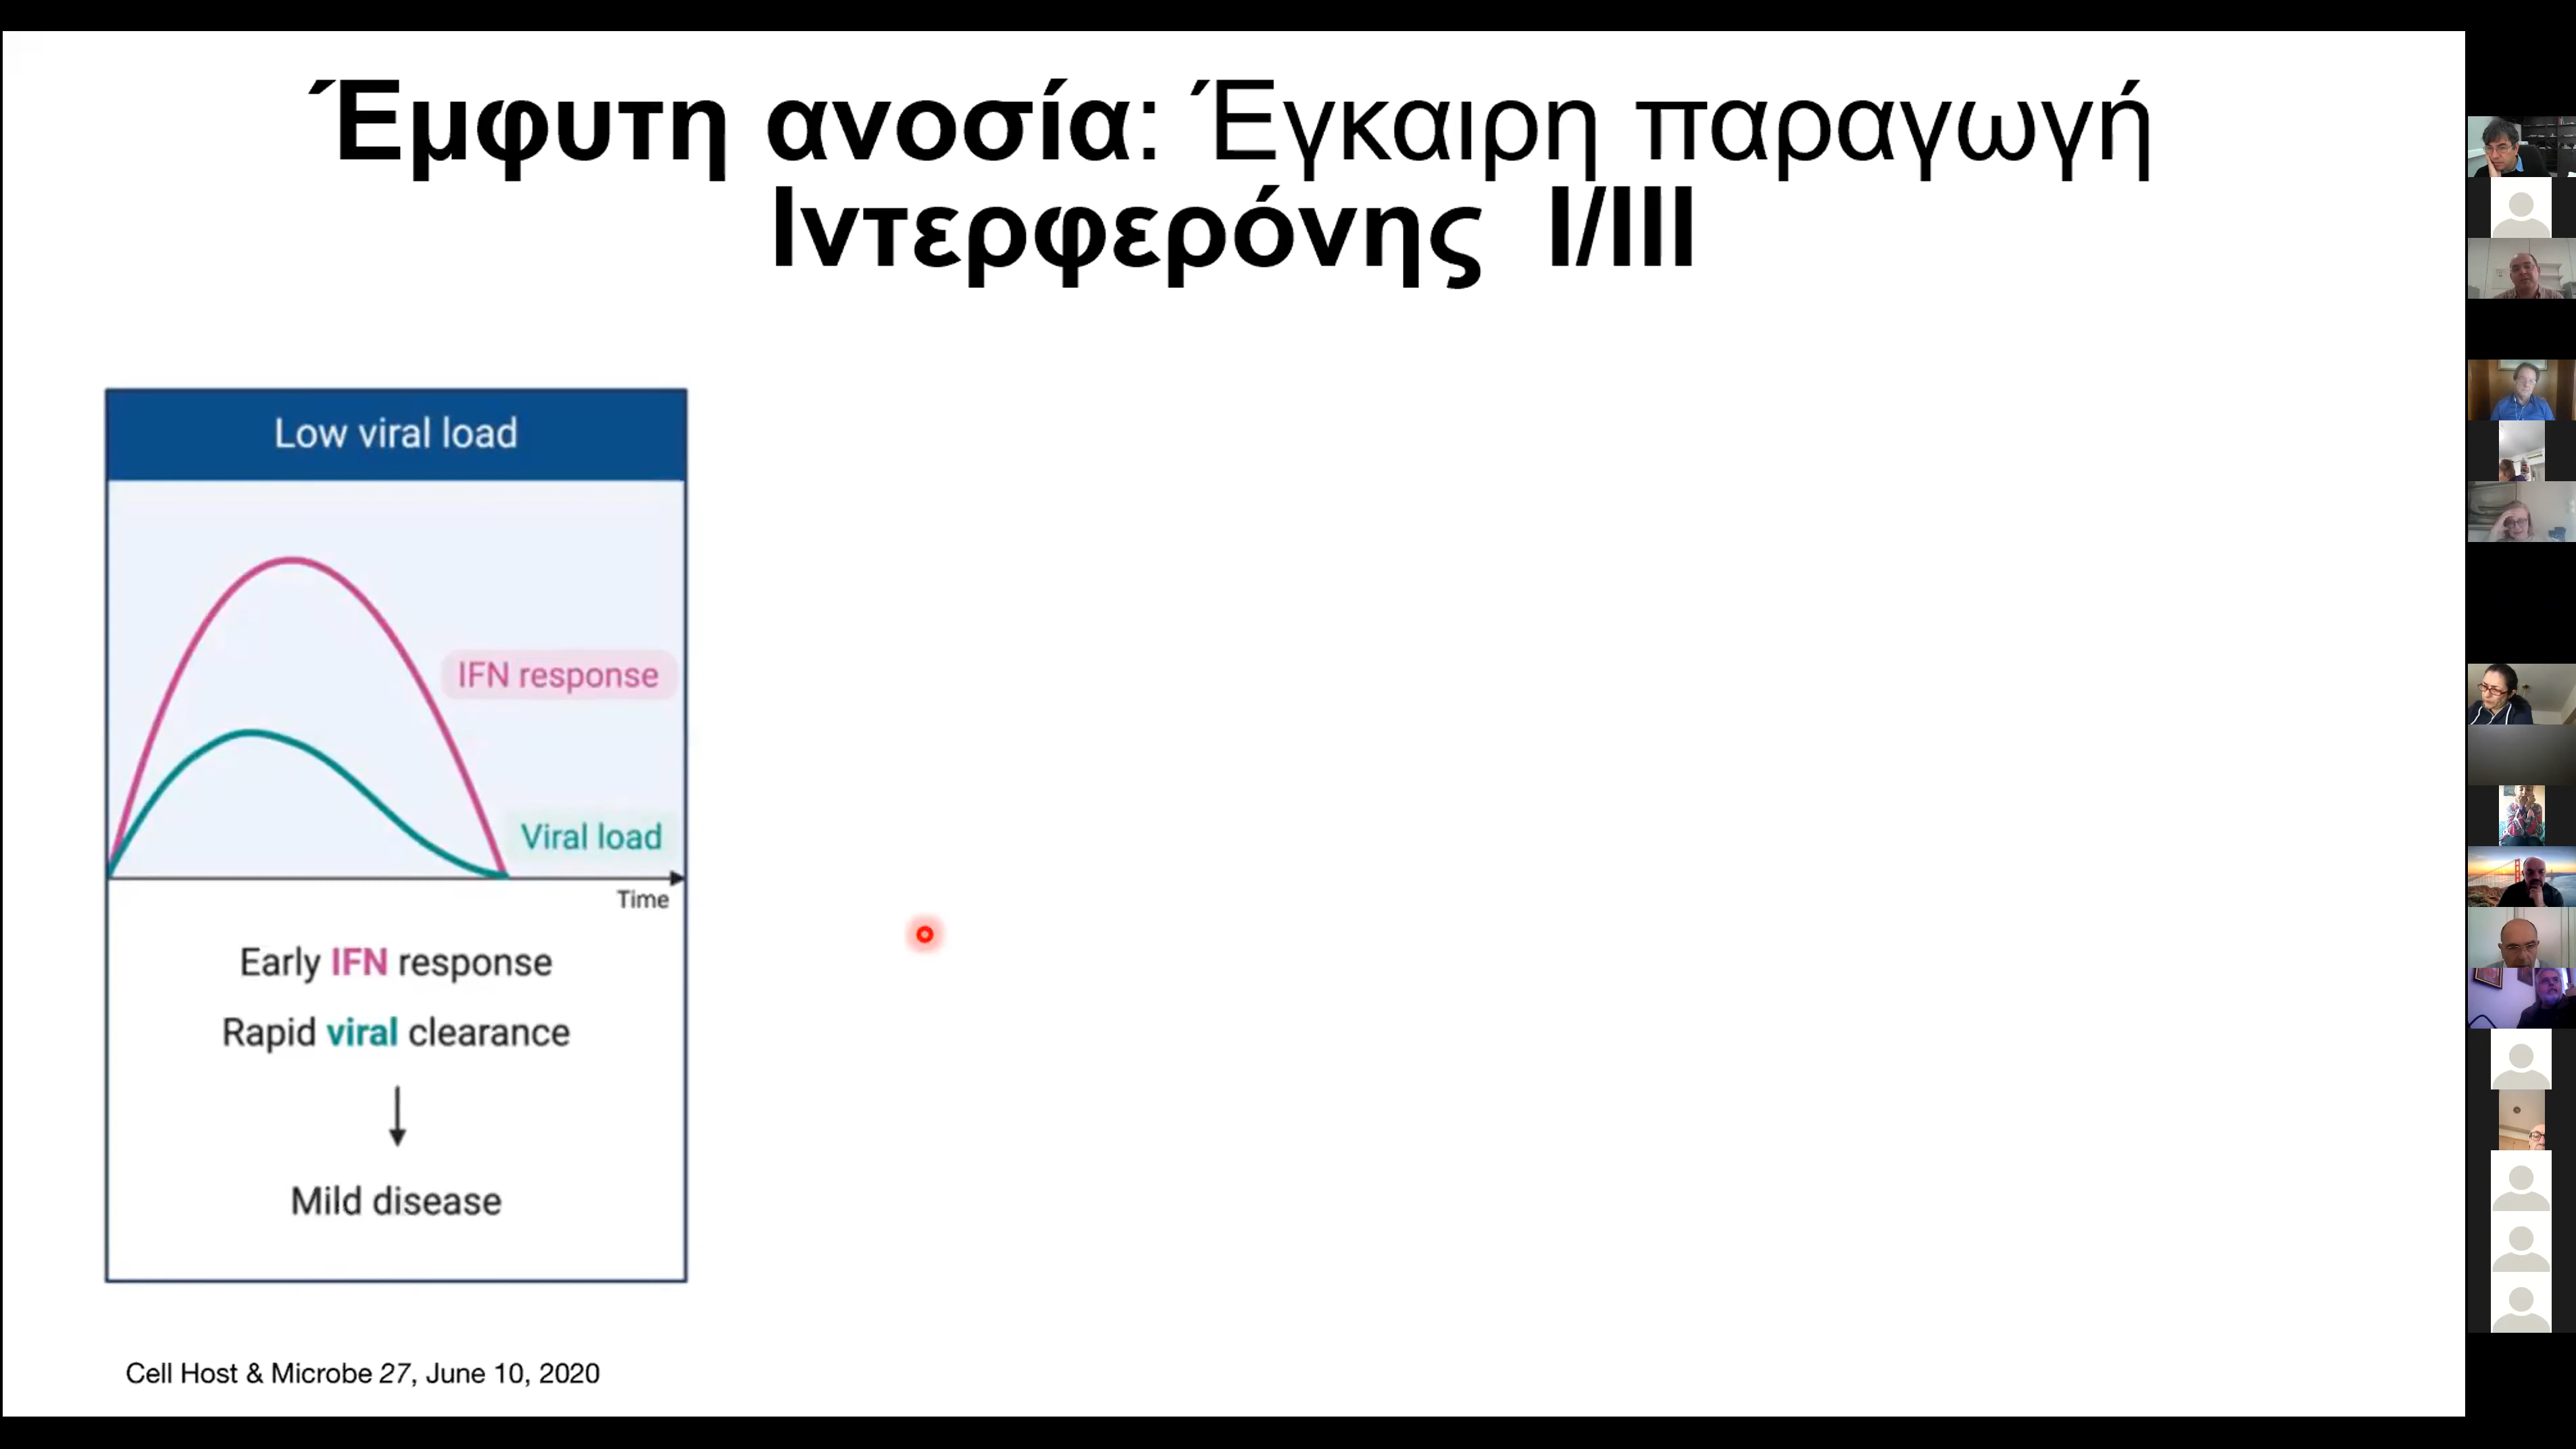 Έμφυτη ανοσία: Έγκαιρη παραγωγή
Ιντερφερόνης I/III
Low viral load
IFN response
Viral load
Time
Early IFN response
Rapid viral clearance
Mild disease
Cell Host & Microbe 27, June 10, 2020